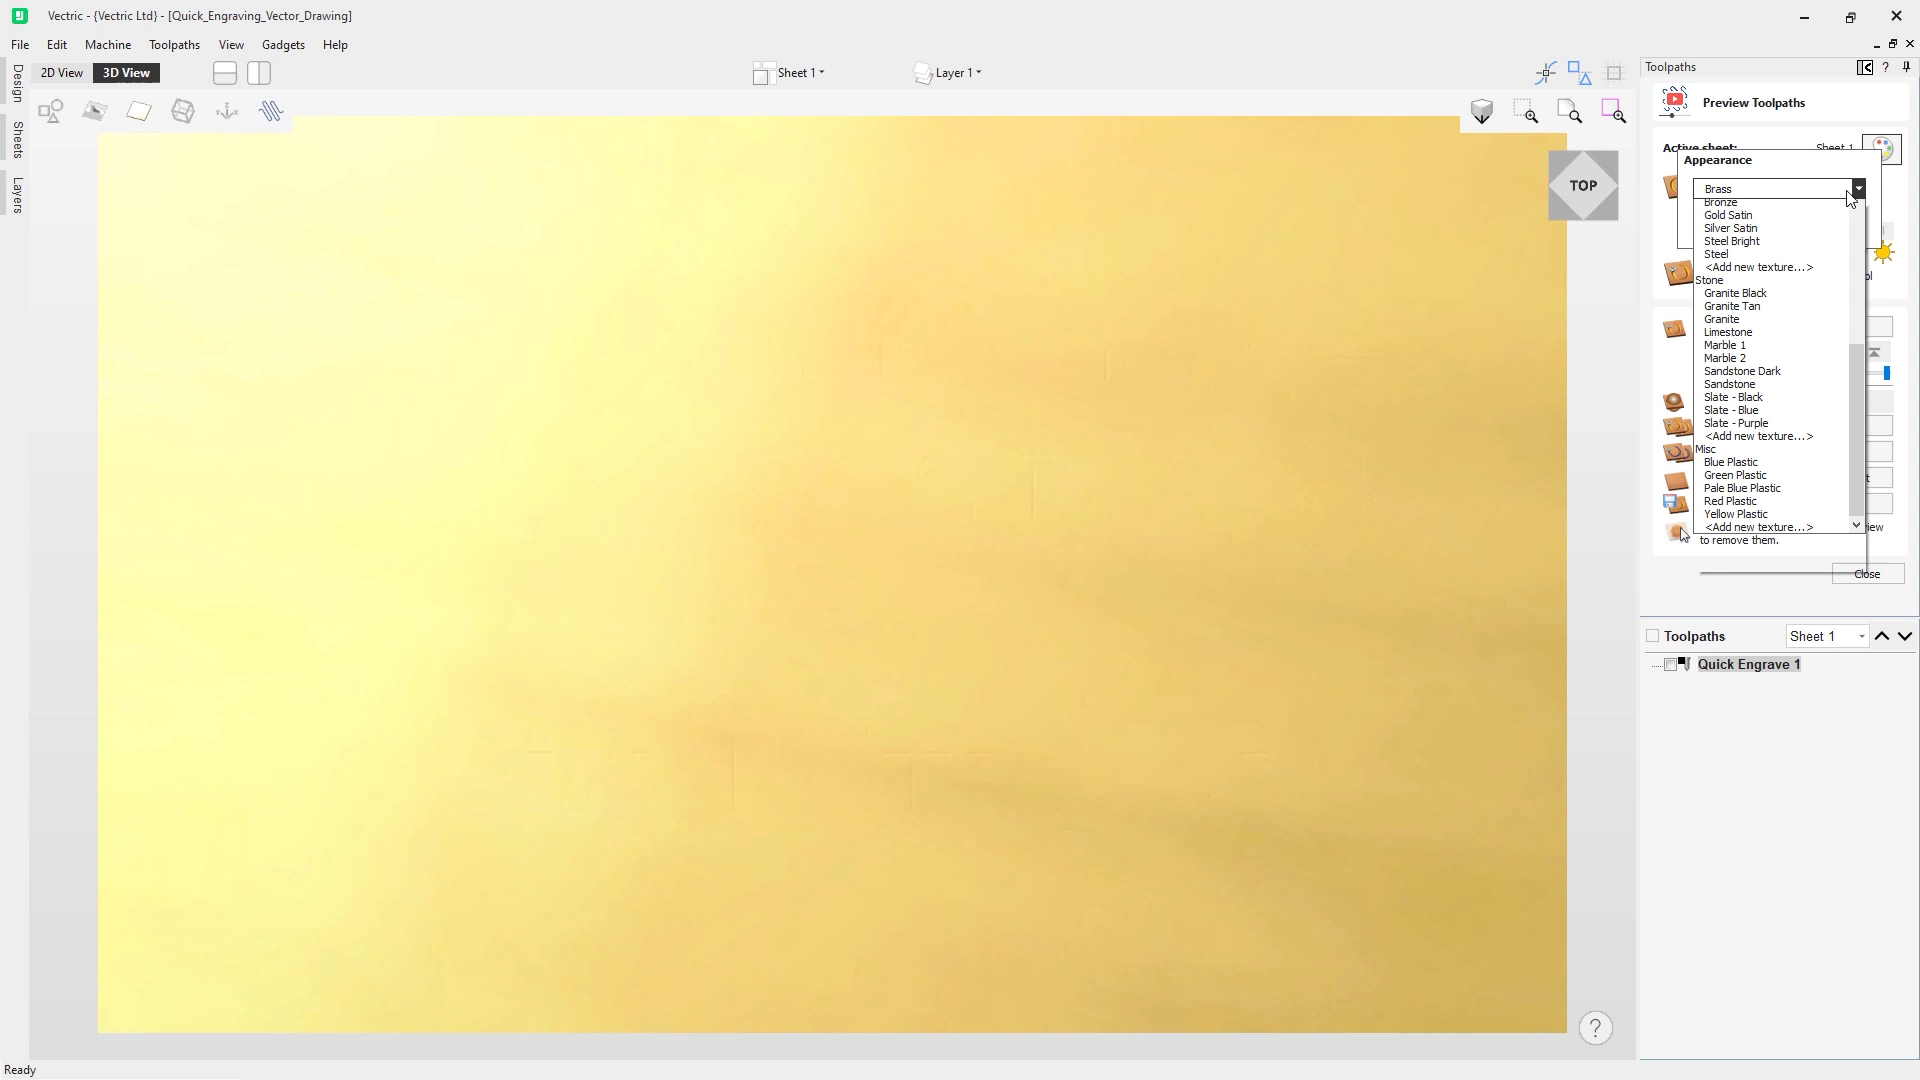 Vectric - {Vectric Ltd} - [Quick_Engraving_Vector_Drawing]
File Edit Machine Toolpaths View Gadgets Help
2D View 3D View
Sheet 1
Layer 1
Design
Sheets
Layers
TOP
Toolpaths
?
Preview Toolpaths
Active sheet: Sheet 1
Appearance
Brass
Bronze
Gold Satin
Silver Satin
Steel Bright
Steel
<Add new texture...>
Stone
Granite Black
Granite Tan
Granite
Limestone
Marble 1
Marble 2
Sandstone Dark
Sandstone
Slate - Black
Slate - Blue
Slate - Purple
<Add new texture...>
Misc
Blue Plastic
Green Plastic
Pale Blue Plastic
Red Plastic
Yellow Plastic
<Add new texture...>
to remove them.
Close
Toolpaths Sheet 1
Quick Engrave 1
?
Ready